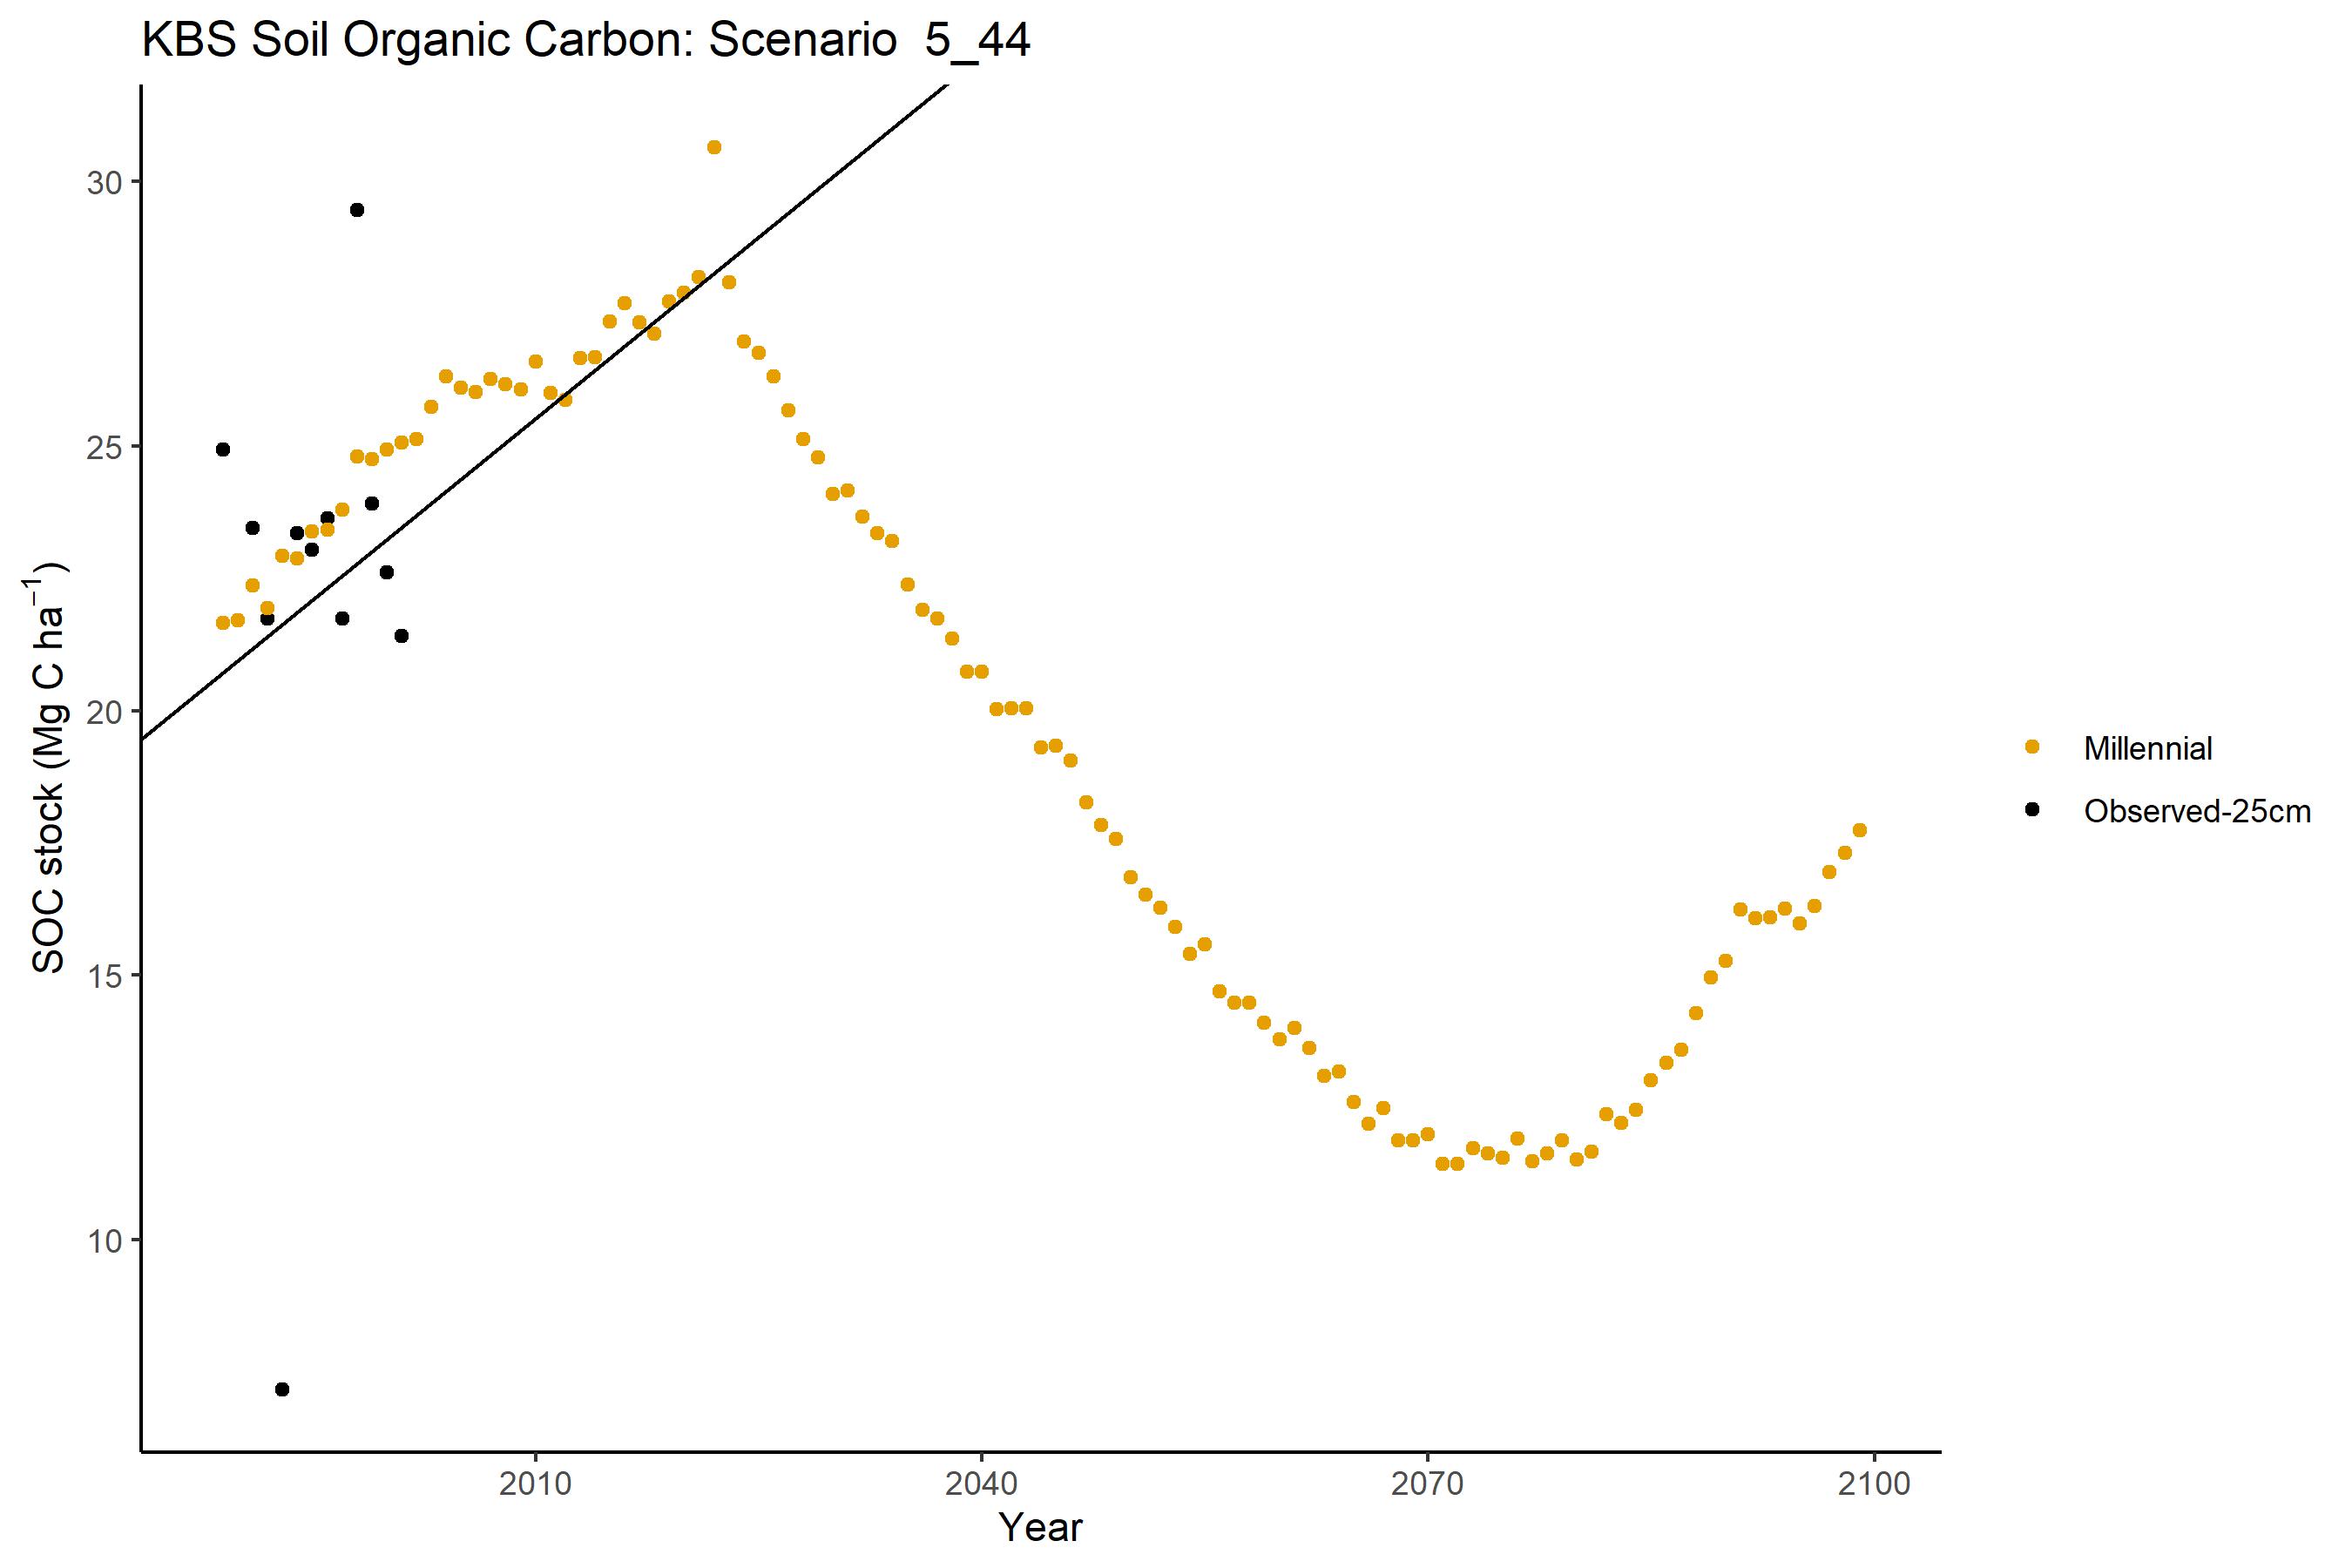 KBS Soil Organic Carbon: Scenario  5_44
SOC stock (Mg C ha⁻¹)
30
25
20
15
10
2010
2040
2070
2100
Year
Millennial
Observed-25cm